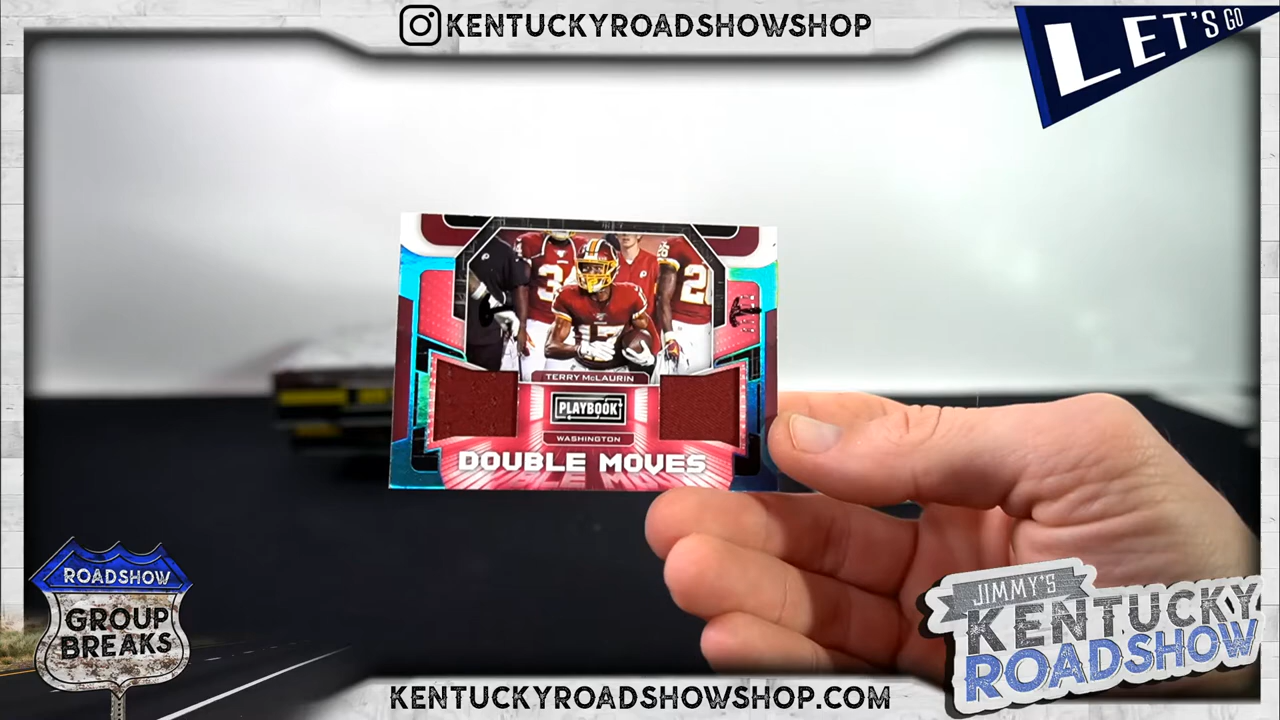 KENTUCKYROADSHOWSHOP
LET'S GO
TERRY McLAURIN
PLAYBOOK
WASHINGTON
DOUBLE MOVES
ROADSHOW
GROUP
BREAKS
JIMMY'S
KENTUCKY
ROADSHOW
KENTUCKYROADSHOWSHOP.COM